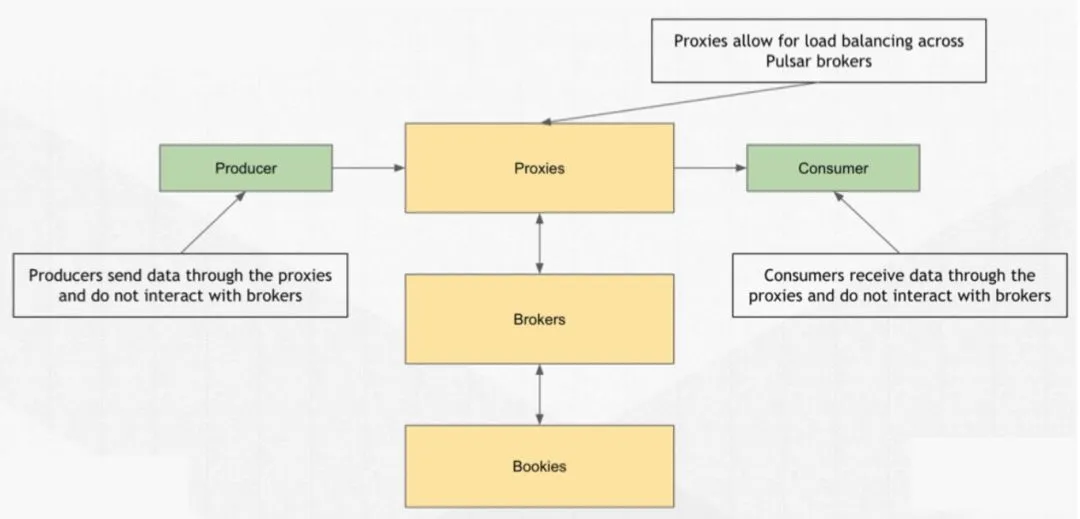 Proxies allow for load balancing across
Pulsar brokers
Producer
Proxies
Consumer
Producers send data through the proxies
and do not interact with brokers
Consumers receive data through the
proxies and do not interact with brokers
Brokers
Bookies